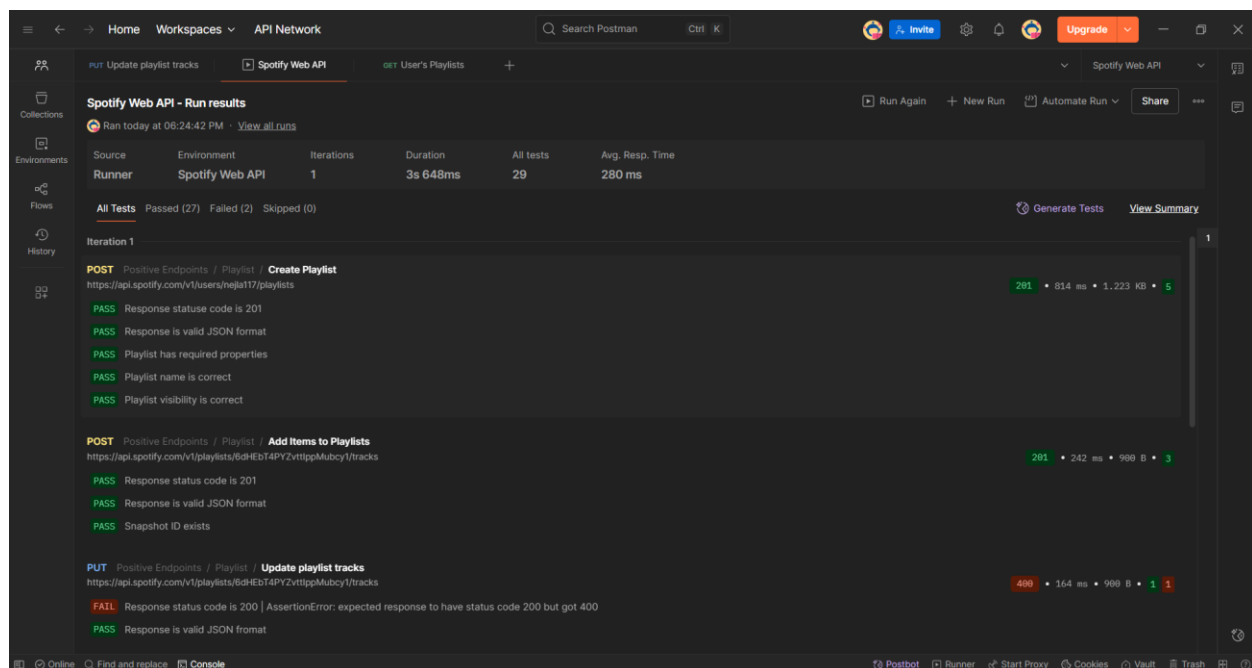 Home Workspaces API Network Search Postman Ctrl K Invite Upgrade
PUT Update playlist tracks Spotify Web API GET User's Playlists Spotify Web API
Collections
Environments
Flows
History
Spotify Web API - Run results
Run Again New Run Automate Run Share
Ran today at 06:24:42 PM · View all runs
Source Environment Iterations Duration All tests Avg. Resp. Time
Runner Spotify Web API 1 3s 648ms 29 280 ms
All Tests Passed (27) Failed (2) Skipped (0) Generate Tests View Summary
Iteration 1 1
POST Positive Endpoints / Playlist / Create Playlist
https://api.spotify.com/v1/users/nejla117/playlists
201 • 814 ms • 1.223 KB • 5
PASS Response statuse code is 201
PASS Response is valid JSON format
PASS Playlist has required properties
PASS Playlist name is correct
PASS Playlist visibility is correct
POST Positive Endpoints / Playlist / Add Items to Playlists
https://api.spotify.com/v1/playlists/6dHEbT4PYZvttIppMubcy1/tracks
201 • 242 ms • 900 B • 3
PASS Response status code is 201
PASS Response is valid JSON format
PASS Snapshot ID exists
PUT Positive Endpoints / Playlist / Update playlist tracks
https://api.spotify.com/v1/playlists/6dHEbT4PYZvttIppMubcy1/tracks
400 • 164 ms • 900 B • 1 1
FAIL Response status code is 200 | AssertionError: expected response to have status code 200 but got 400
PASS Response is valid JSON fromat
Online Find and replace Console Postbot Runner Start Proxy Cookies Vault Trash